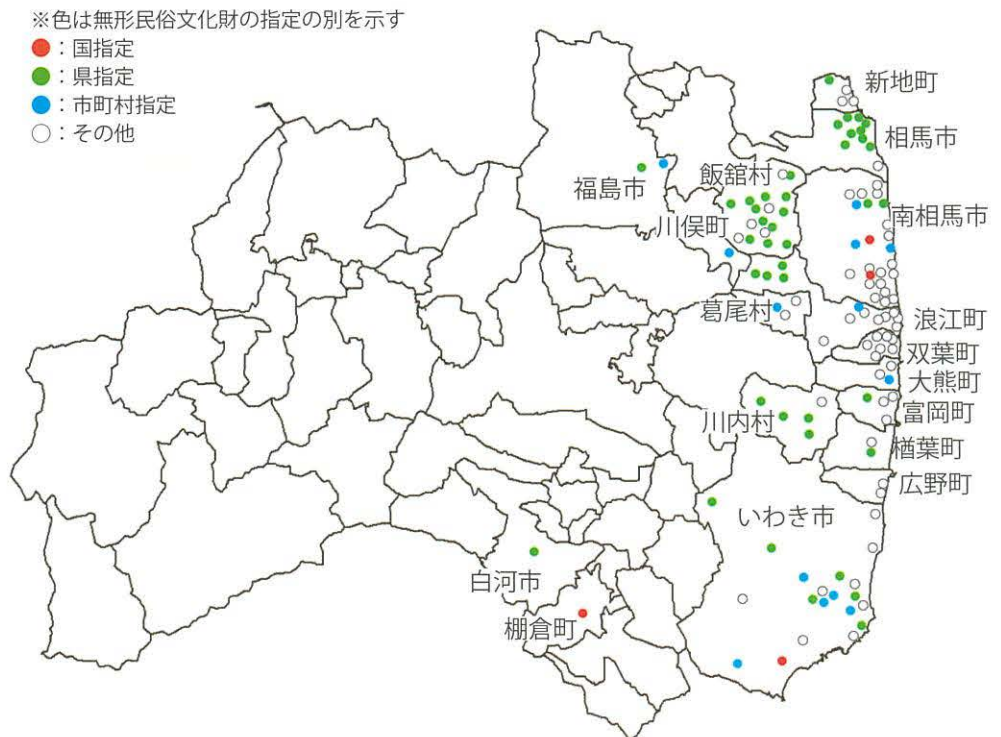 ※色は無形民俗文化財の指定の別を示す
：国指定
：県指定
：市町村指定
：その他
新地町
相馬市
飯舘村
福島市
南相馬市
川俣町
葛尾村
浪江町
双葉町
大熊町
富岡町
川内村
楢葉町
広野町
いわき市
白河市
棚倉町